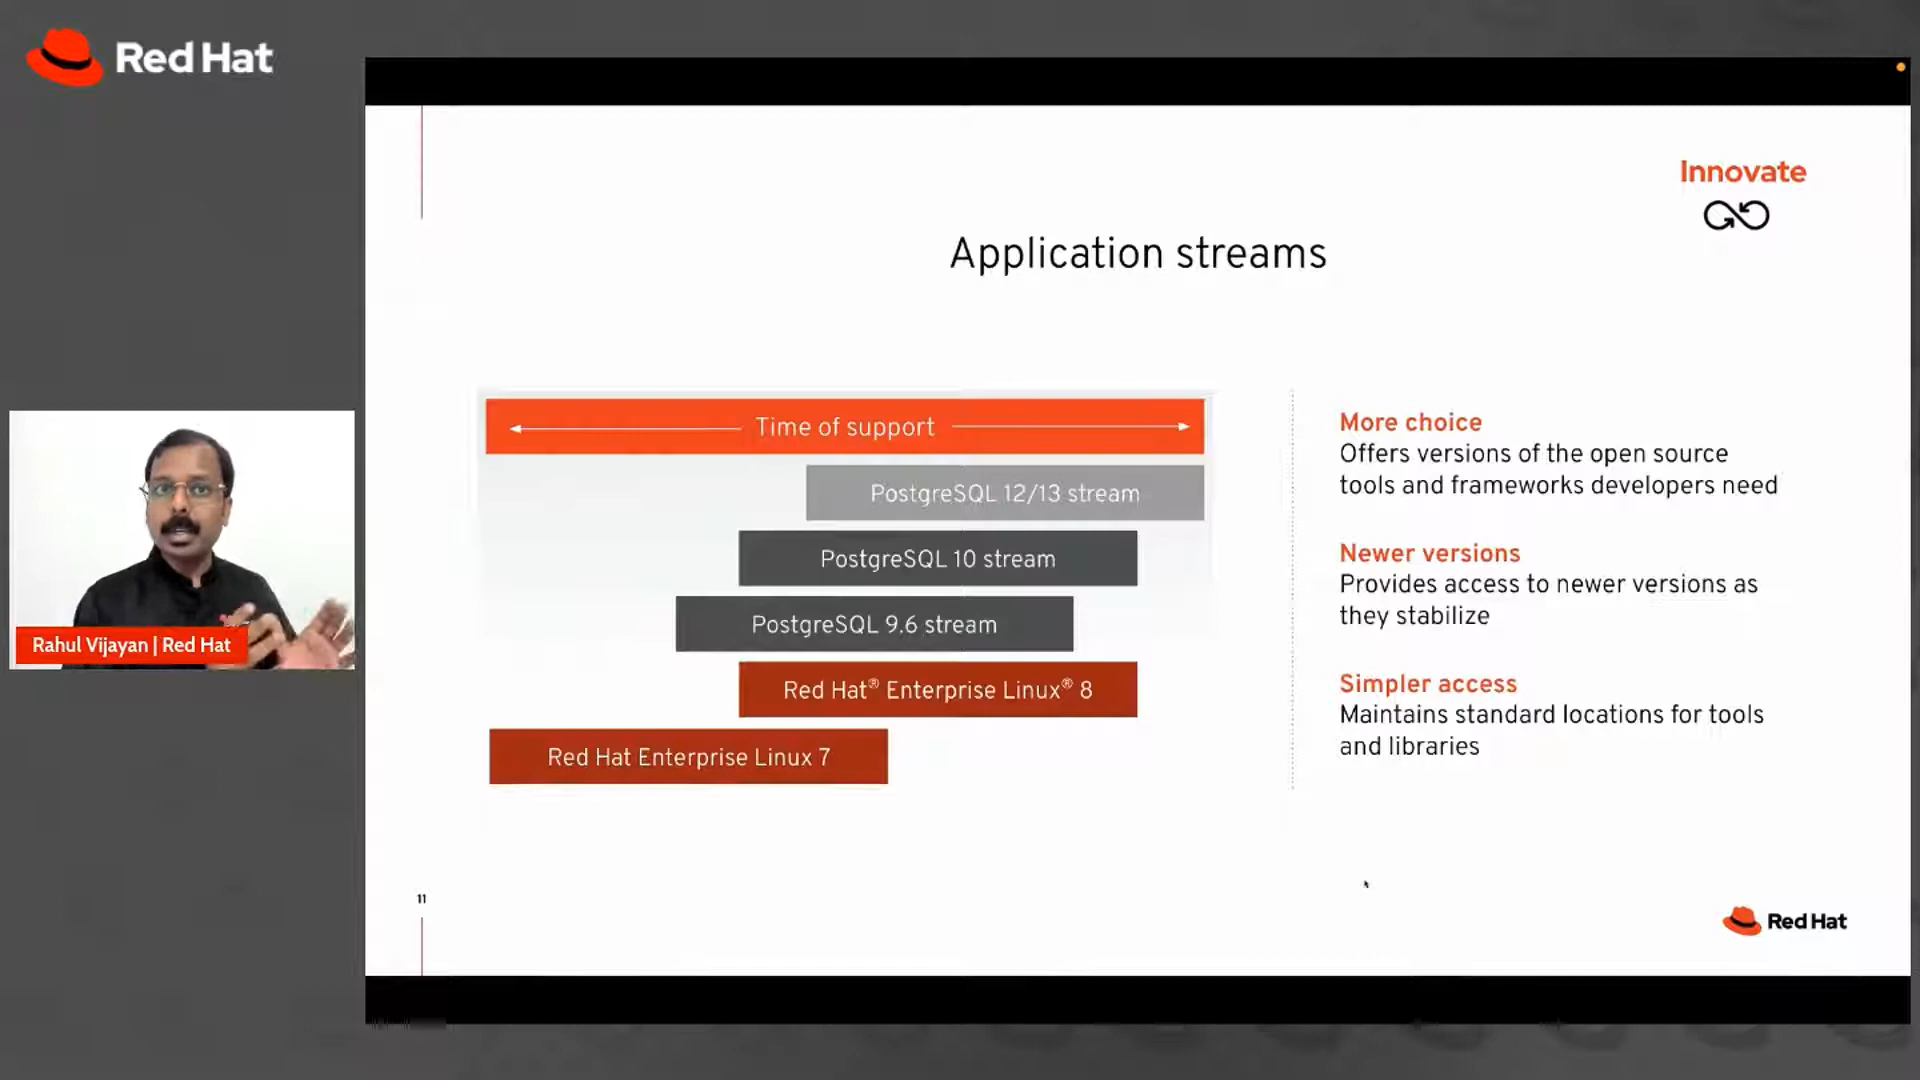 Red Hat
Innovate
Application streams
Time of support
PostgreSQL 12/13 stream
PostgreSQL 10 stream
PostgreSQL 9.6 stream
Red Hat® Enterprise Linux® 8
Red Hat Enterprise Linux 7
More choice
Offers versions of the open source
tools and frameworks developers need
Newer versions
Provides access to newer versions as
they stabilize
Simpler access
Maintains standard locations for tools
and libraries
Rahul Vijayan | Red Hat
11
Red Hat